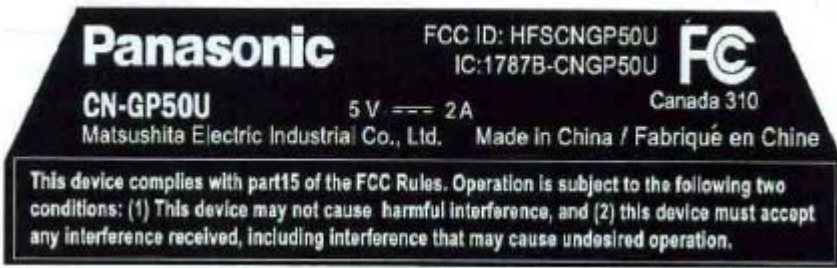 Panasonic
FCC ID: HFSCNGP50U
IC:1787B-CNGP50U
FC
Canada 310
CN-GP50U 5 V ⎓ 2 A
Matsushita Electric Industrial Co., Ltd. Made in China / Fabriqué en Chine
This device complies with part15 of the FCC Rules. Operation is subject to the following two
conditions: (1) This device may not cause harmful interference, and (2) this device must accept
any interference received, including interference that may cause undesired operation.